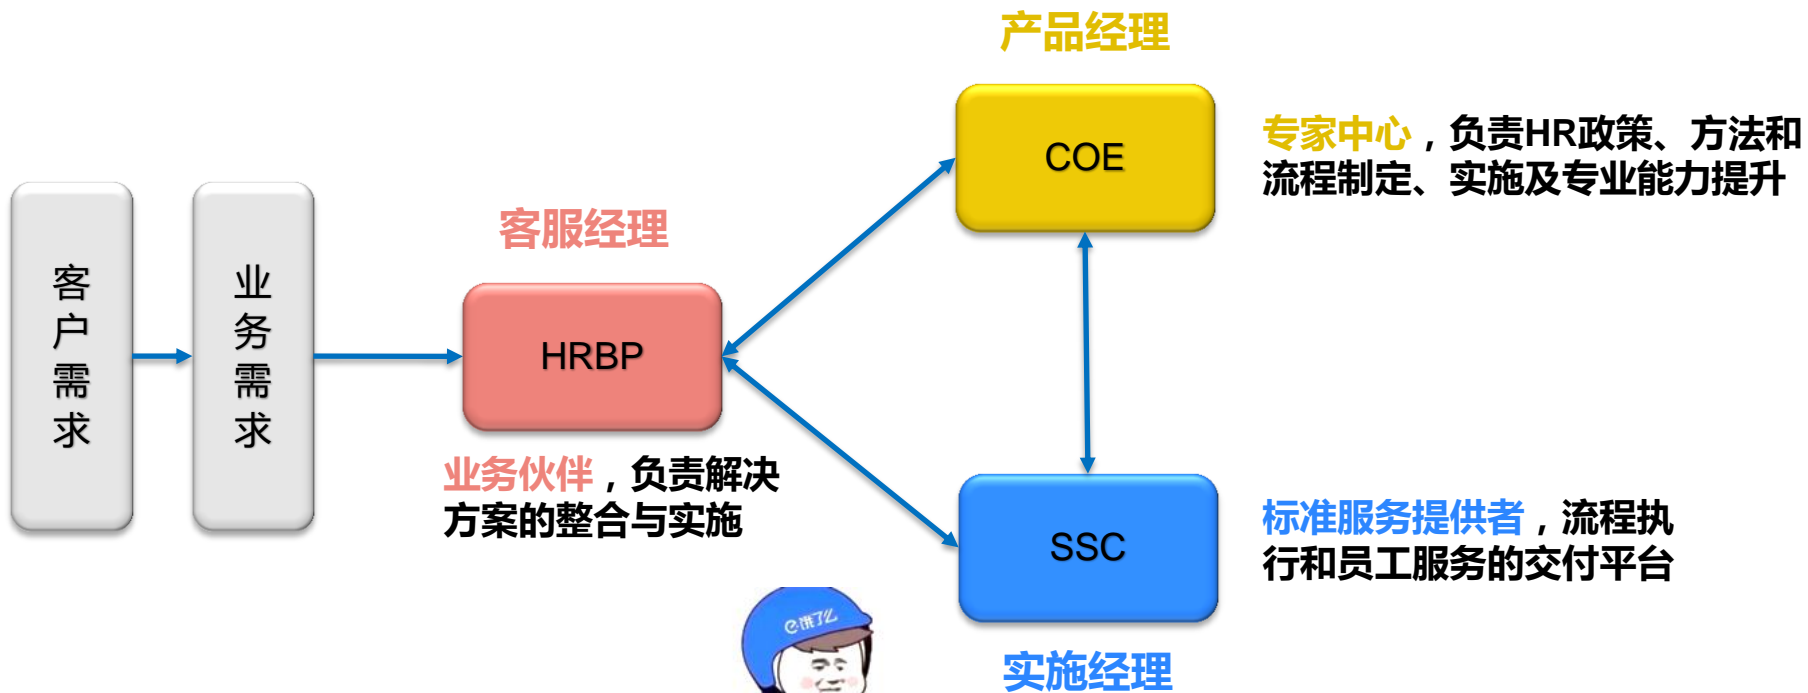 产品经理
COE
专家中心，负责HR政策、方法和
流程制定、实施及专业能力提升
客户需求
业务需求
客服经理
HRBP
业务伙伴，负责解决
方案的整合与实施
SSC
标准服务提供者，流程执
行和员工服务的交付平台
e饿了么
实施经理